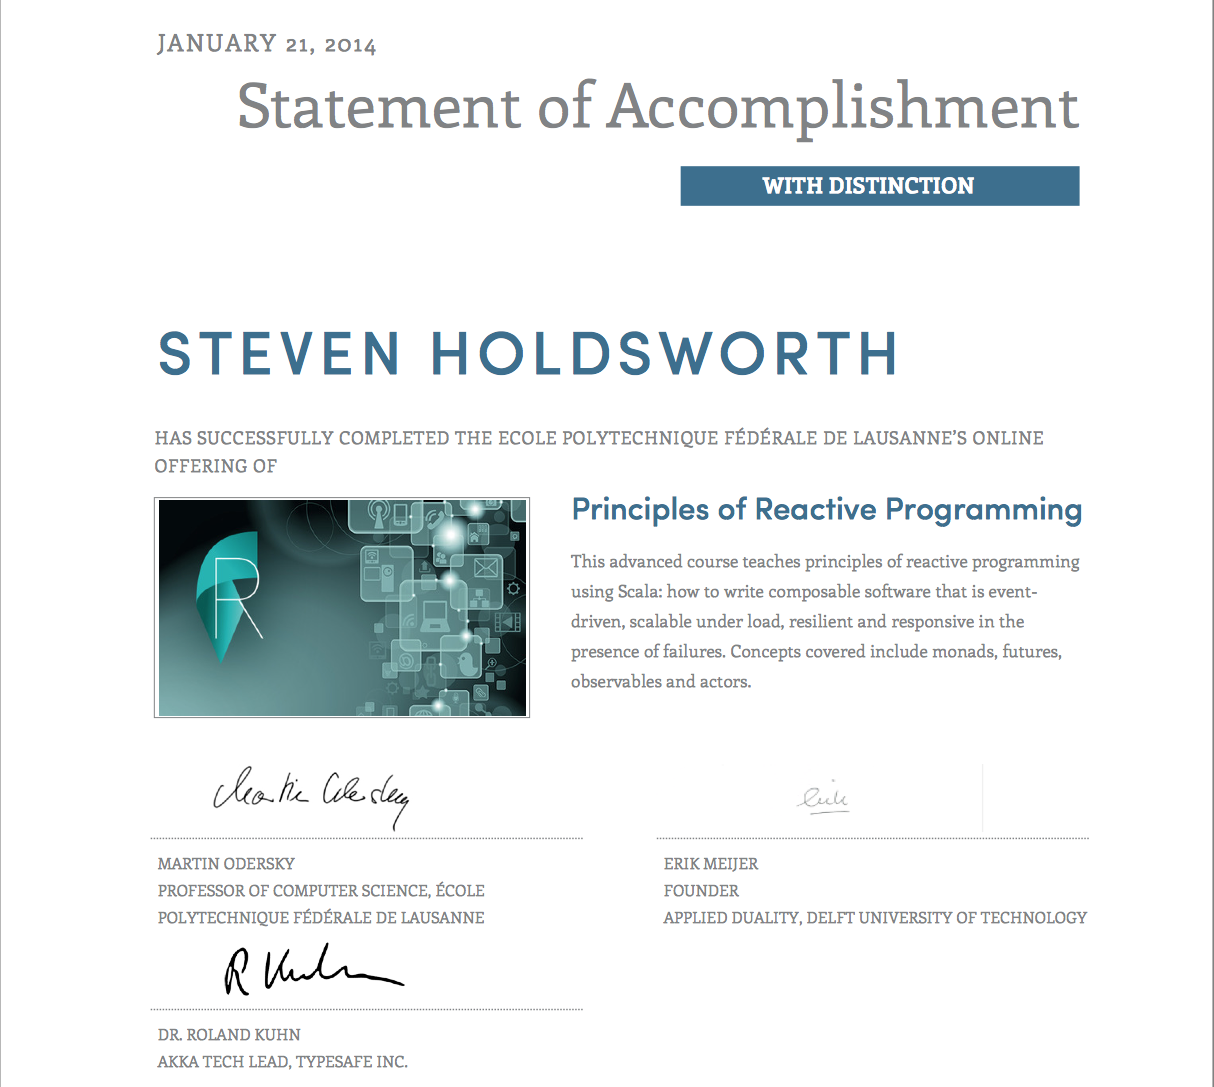 JANUARY 21, 2014
Statement of Accomplishment
WITH DISTINCTION
STEVEN HOLDSWORTH
HAS SUCCESSFULLY COMPLETED THE ECOLE POLYTECHNIQUE FÉDÉRALE DE LAUSANNE’S ONLINE
OFFERING OF
R
Principles of Reactive Programming
This advanced course teaches principles of reactive programming
using Scala: how to write composable software that is event-
driven, scalable under load, resilient and responsive in the
presence of failures. Concepts covered include monads, futures,
observables and actors.
Martin Odersky
Erik
MARTIN ODERSKY
PROFESSOR OF COMPUTER SCIENCE, ÉCOLE
POLYTECHNIQUE FÉDÉRALE DE LAUSANNE
ERIK MEIJER
FOUNDER
APPLIED DUALITY, DELFT UNIVERSITY OF TECHNOLOGY
R Kuhn
DR. ROLAND KUHN
AKKA TECH LEAD, TYPESAFE INC.